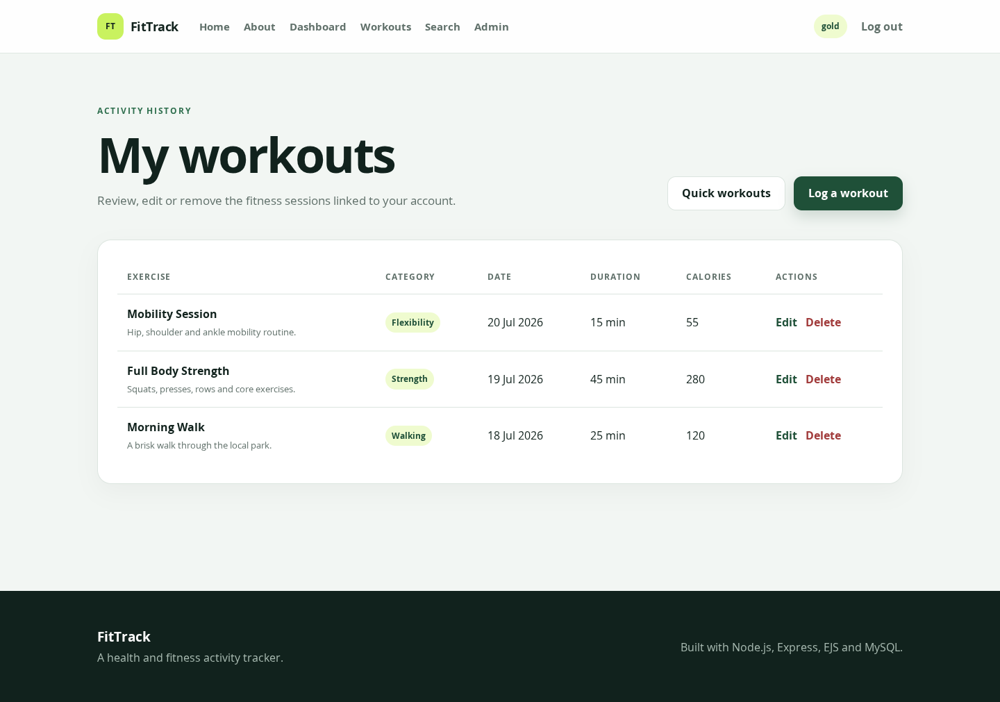 FT FitTrack Home About Dashboard Workouts Search Admin gold Log out
ACTIVITY HISTORY
My workouts
Review, edit or remove the fitness sessions linked to your account.
Quick workouts Log a workout
EXERCISE CATEGORY DATE DURATION CALORIES ACTIONS
Mobility Session
Hip, shoulder and ankle mobility routine.
Flexibility 20 Jul 2026 15 min 55 Edit Delete
Full Body Strength
Squats, presses, rows and core exercises.
Strength 19 Jul 2026 45 min 280 Edit Delete
Morning Walk
A brisk walk through the local park.
Walking 18 Jul 2026 25 min 120 Edit Delete
FitTrack
A health and fitness activity tracker.
Built with Node.js, Express, EJS and MySQL.